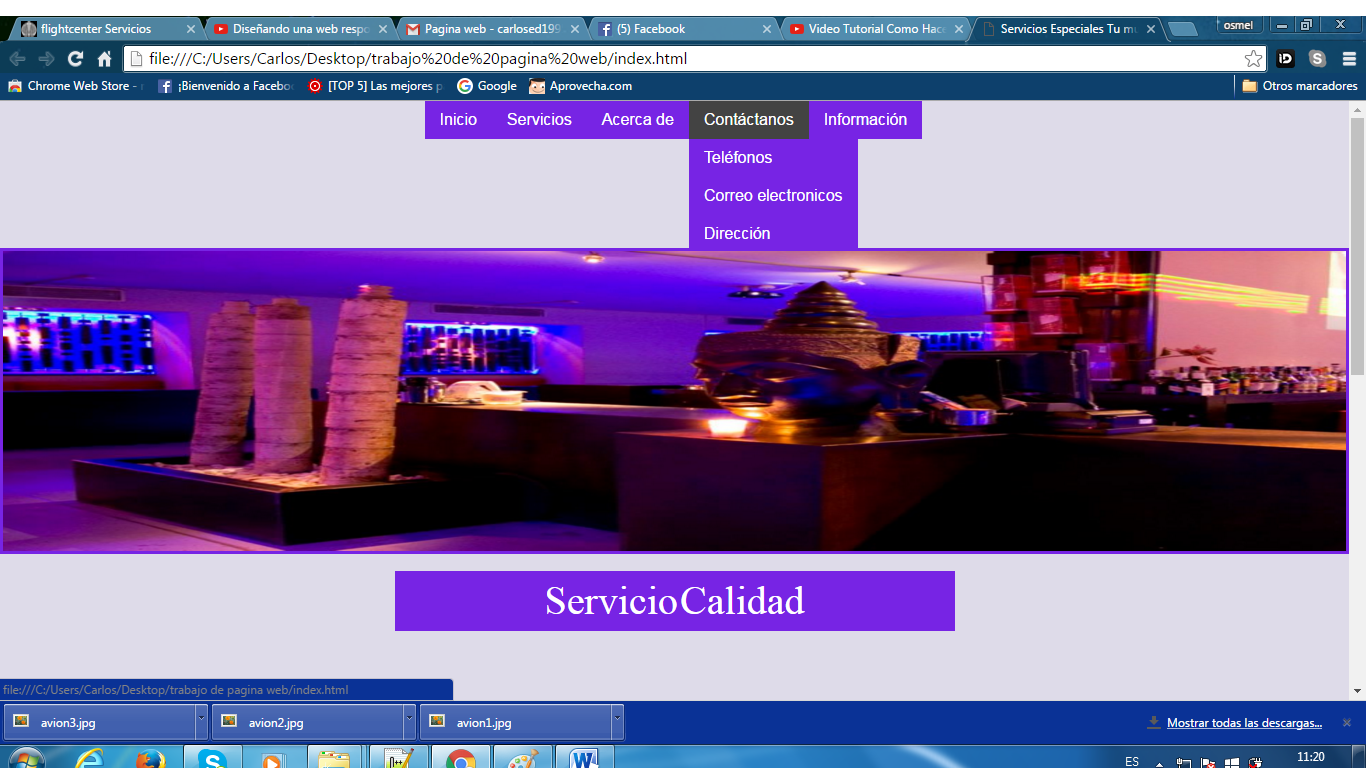 flightcenter Servicios
Diseñando una web respo
Pagina web - carlosed199
(5) Facebook
Video Tutorial Como Hace
Servicios Especiales Tu mu
osmel
file:///C:/Users/Carlos/Desktop/trabajo%20de%20pagina%20web/index.html
Chrome Web Store -
¡Bienvenido a Facebo
[TOP 5] Las mejores p
Google
Aprovecha.com
Otros marcadores
Inicio Servicios Acerca de Contáctanos Información
Teléfonos
Correo electronicos
Dirección
ServicioCalidad
file:///C:/Users/Carlos/Desktop/trabajo de pagina web/index.html
avion3.jpg
avion2.jpg
avion1.jpg
Mostrar todas las descargas...
ES
11:20